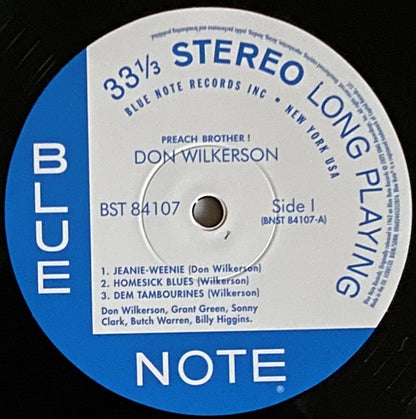 33⅓ STEREO LONG PLAYING
BLUE NOTE RECORDS INC • NEW YORK USA
PREACH BROTHER!
DON WILKERSON
BST 84107
Side I
(BNST 84107-A)
1. JEANIE-WEENIE (Don Wilkerson)
2. HOMESICK BLUES (Wilkerson)
3. DEM TAMBOURINES (Wilkerson)
Don Wilkerson, Grant Green, Sonny
Clark, Butch Warren, Billy Higgins.
BLUE
NOTE
®